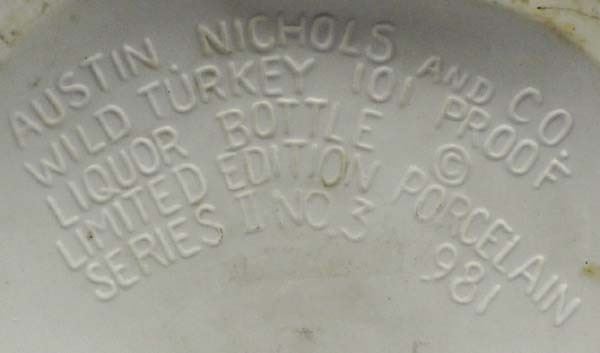 AUSTIN, NICHOLS AND CO.
WILD TURKEY 101 PROOF
LIQUOR BOTTLE ©
LIMITED EDITION PORCELAIN
SERIES II NO.3 981